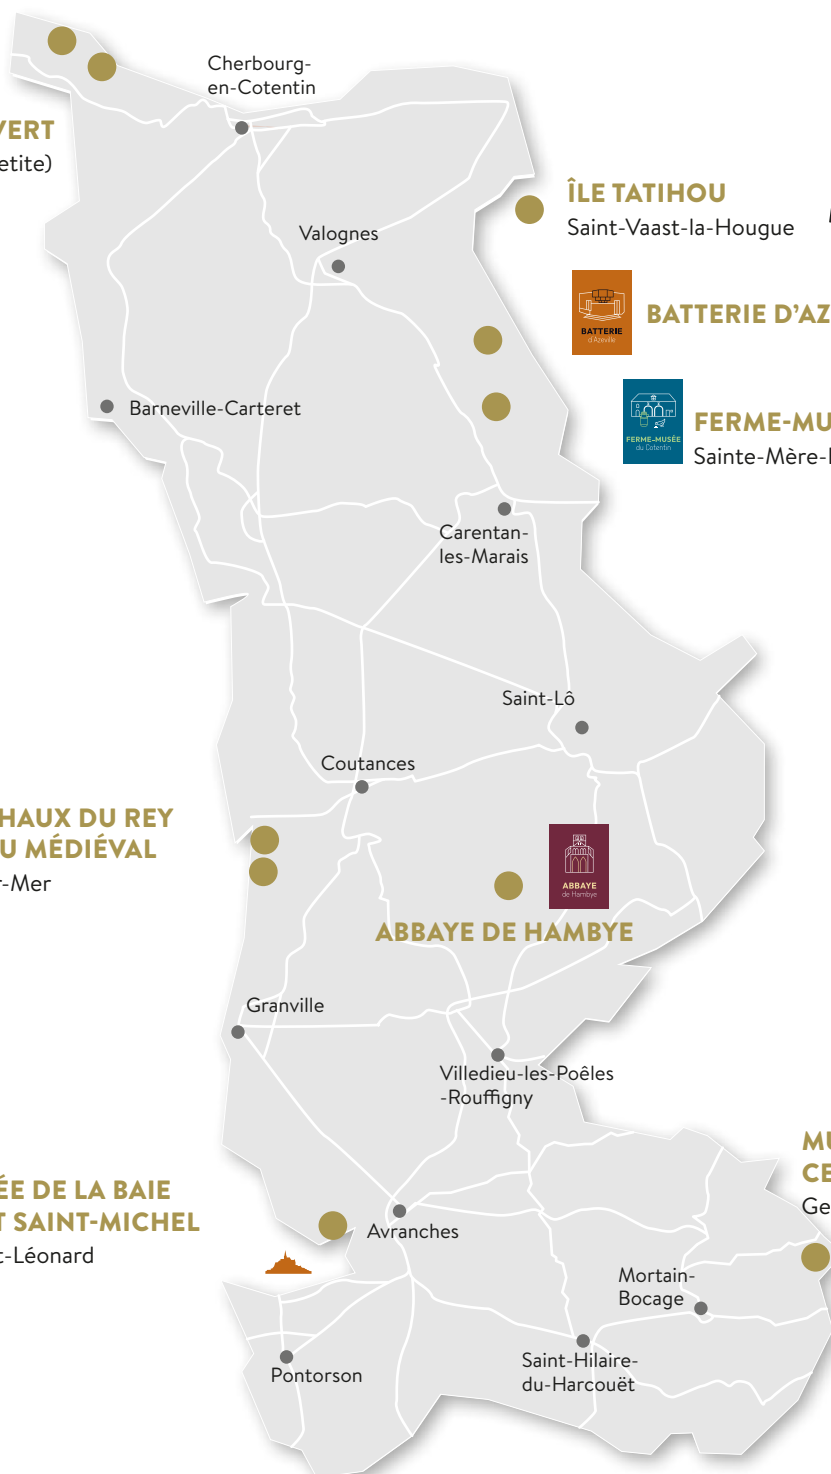 Cherbourg-
en-Cotentin
VERT
etite)
ÎLE TATIHOU
Saint-Vaast-la-Hougue
Valognes
BATTERIE
d'Azeville
BATTERIE D'AZ
Barneville-Carteret
FERME-MUSÉE
du Cotentin
FERME-MU
Sainte-Mère-
Carentan-
les-Marais
Saint-Lô
Coutances
HAUX DU REY
U MÉDIÉVAL
r-Mer
ABBAYE
de Hambye
ABBAYE DE HAMBYE
Granville
Villedieu-les-Poêles
-Rouffigny
ÉE DE LA BAIE
T SAINT-MICHEL
t-Léonard
Avranches
MU
CE
Ge
Mortain-
Bocage
Pontorson
Saint-Hilaire-
du-Harcouët